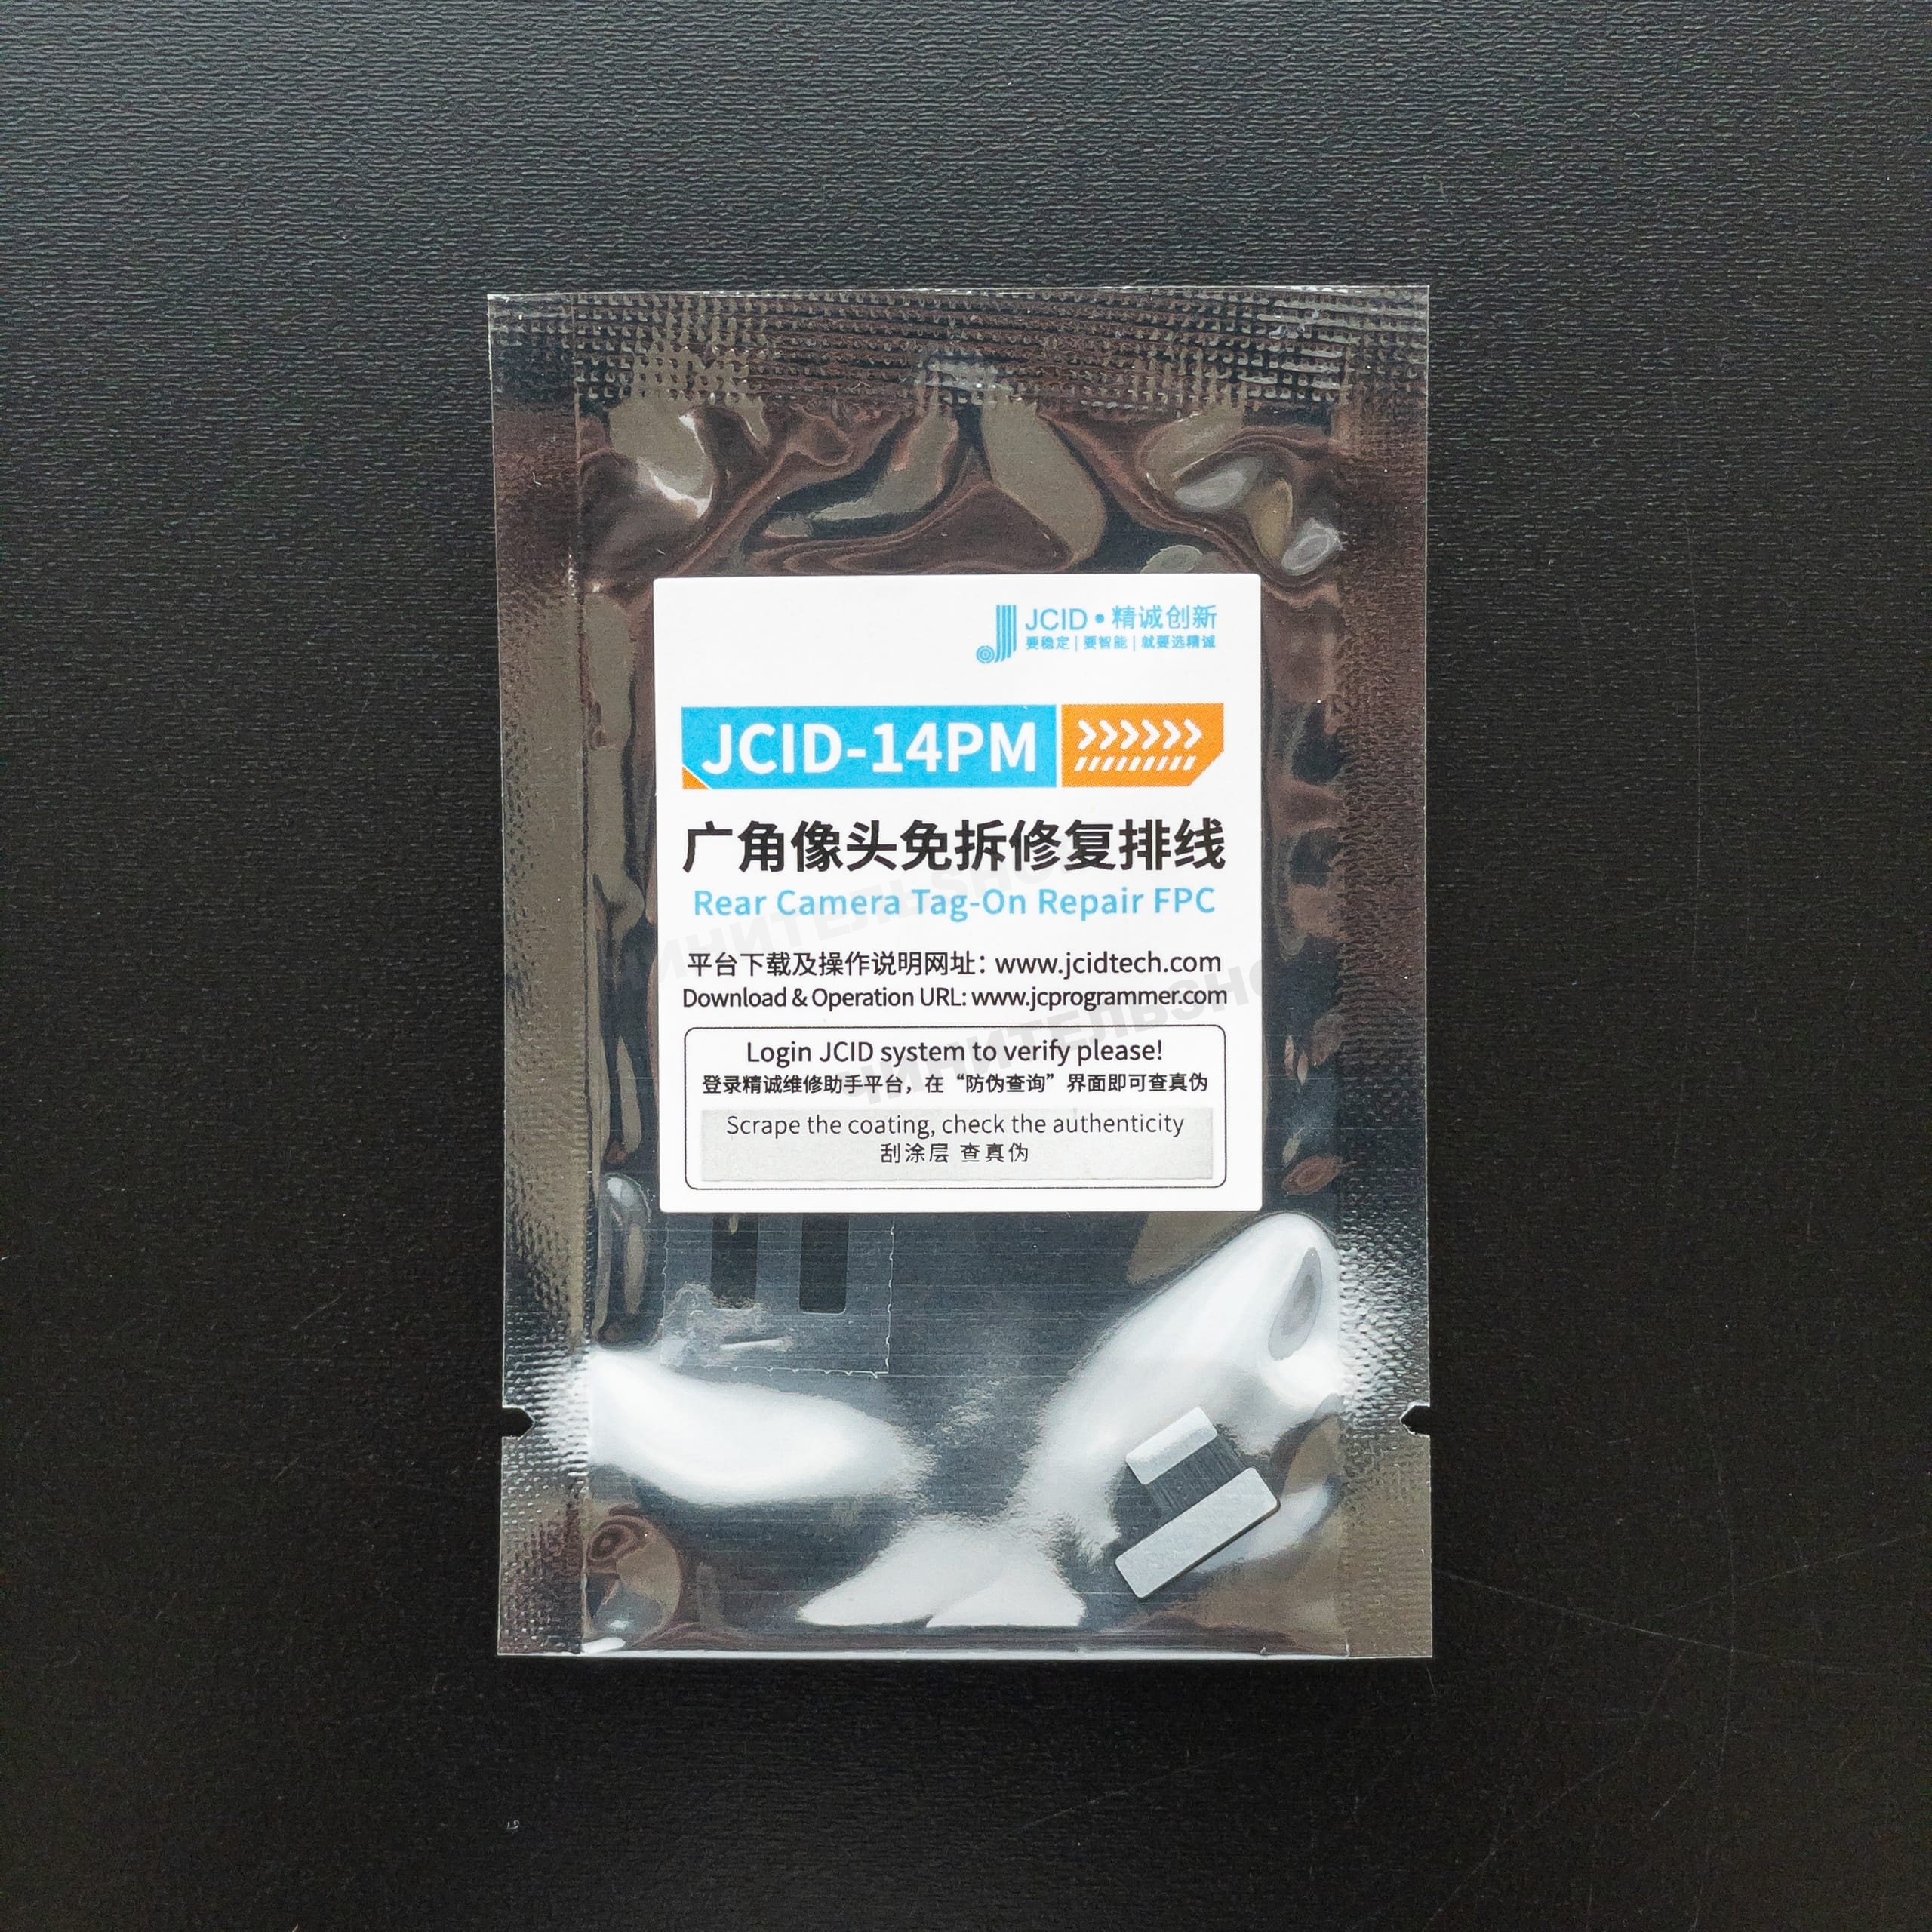 JCID•精诚创新
要稳定|要智能|就要选精诚
JCID-14PM
广角像头免拆修复排线
Rear Camera Tag-On Repair FPC
平台下载及操作说明网址：www.jcidtech.com
Download & Operation URL: www.jcprogrammer.com
Login JCID system to verify please!
登录精诚维修助手平台，在“防伪查询”界面即可查真伪
Scrape the coating, check the authenticity
刮涂层 查真伪
ЧИНИТЕЛЬSHO